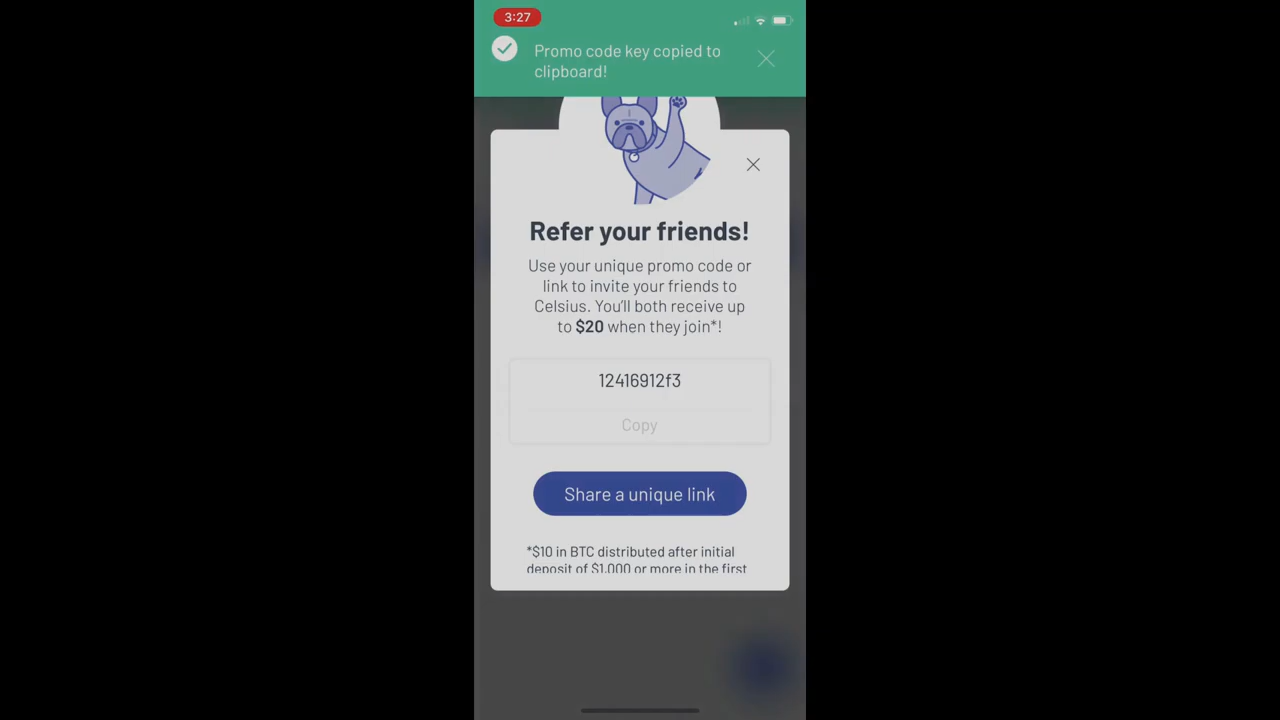 3:27
Promo code key copied to
clipboard!
Refer your friends!
Use your unique promo code or
link to invite your friends to
Celsius. You'll both receive up
to $20 when they join*!
12416912f3
Copy
Share a unique link
*$10 in BTC distributed after initial
deposit of $1,000 or more in the first